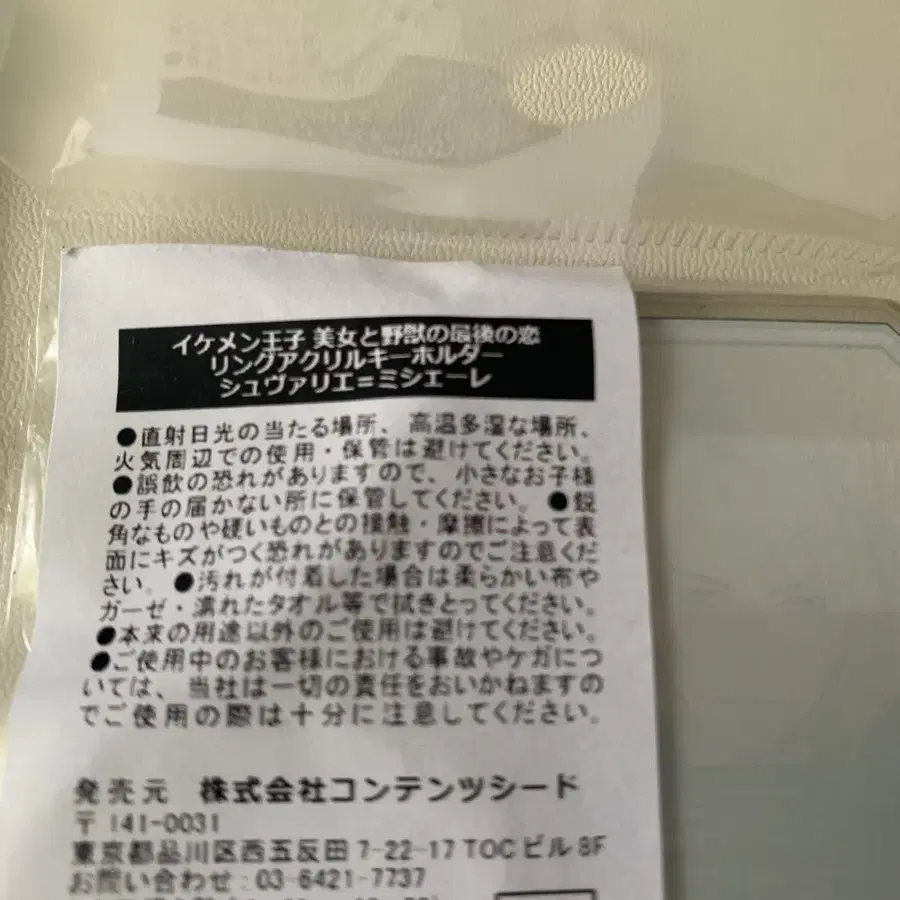 イケメン王子 美女と野獣の最後の恋
リングアクリルキーホルダー
シュヴァリエ=ミシェーレ
●直射日光の当たる場所、高温多湿な場所、
火気周辺での使用・保管は避けてください。
●誤飲の恐れがありますので、小さなお子様
の手の届かない所に保管してください。●鋭
角なものや硬いものとの接触・摩擦によって表
面にキズがつく恐れがありますのでご注意くだ
さい。●汚れが付着した場合は柔らかい布や
ガーゼ・濡れたタオル等で拭きとってください。
●本来の用途以外のご使用は避けてください。
●ご使用中のお客様における事故やケガにつ
いては、当社は一切の責任をおいかねますの
でご使用の際は十分に注意してください。
発売元 株式会社コンテンツシード
〒141-0031
東京都品川区西五反田7-22-17 TOCビル8F
お問い合わせ:03-6421-7737